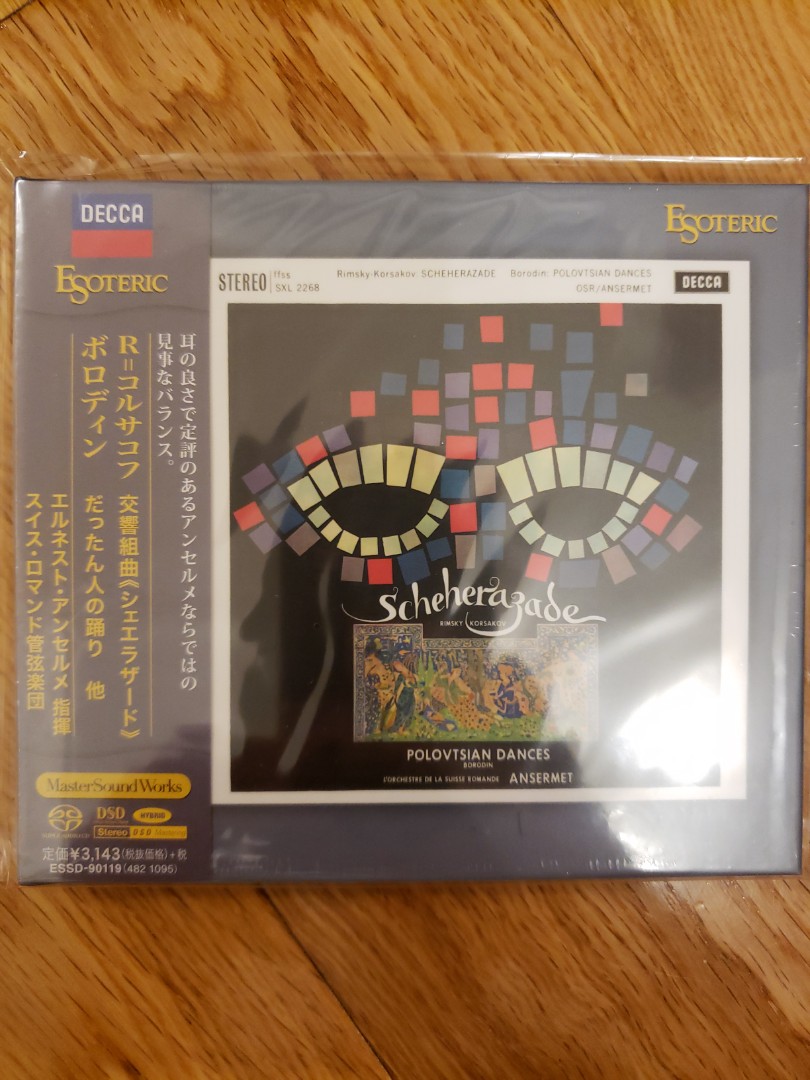 DECCA
ESOTERIC
耳の良さで定評のあるアンセルメならではの
見事なバランス。
R=コルサコフ 交響組曲《シェエラザード》
ボロディン だったん人の踊り 他
エルネスト・アンセルメ 指揮
スイス・ロマンド管弦楽団
MasterSoundWorks
SUPER AUDIO CD
DSD
HYBRID
Stereo DSD Mastering
定価¥3,143(税抜価格)+税
ESSD-90119(482 1095)
ESOTERIC
STEREO ffss
SXL 2268
Rimsky-Korsakov: SCHEHERAZADE Borodin: POLOVTSIAN DANCES
OSR/ANSERMET
DECCA
Scheherazade
RIMSKY KORSAKOV
POLOVTSIAN DANCES
BORODIN
L'ORCHESTRE DE LA SUISSE ROMANDE ANSERMET